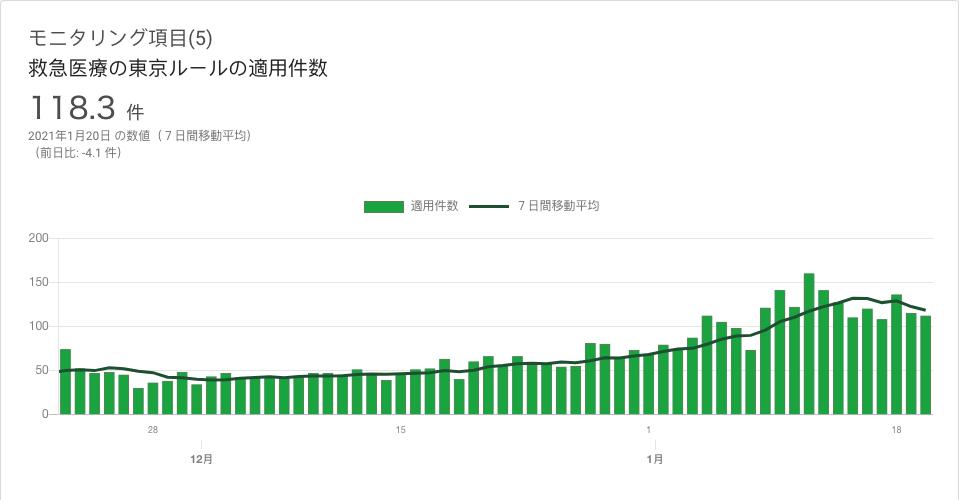 モニタリング項目(5)
救急医療の東京ルールの適用件数
118.3 件
2021年1月20日 の数値（７日間移動平均）
（前日比: -4.1 件）
適用件数 ７日間移動平均
200
150
100
50
0
28 15 1 18
12月 1月